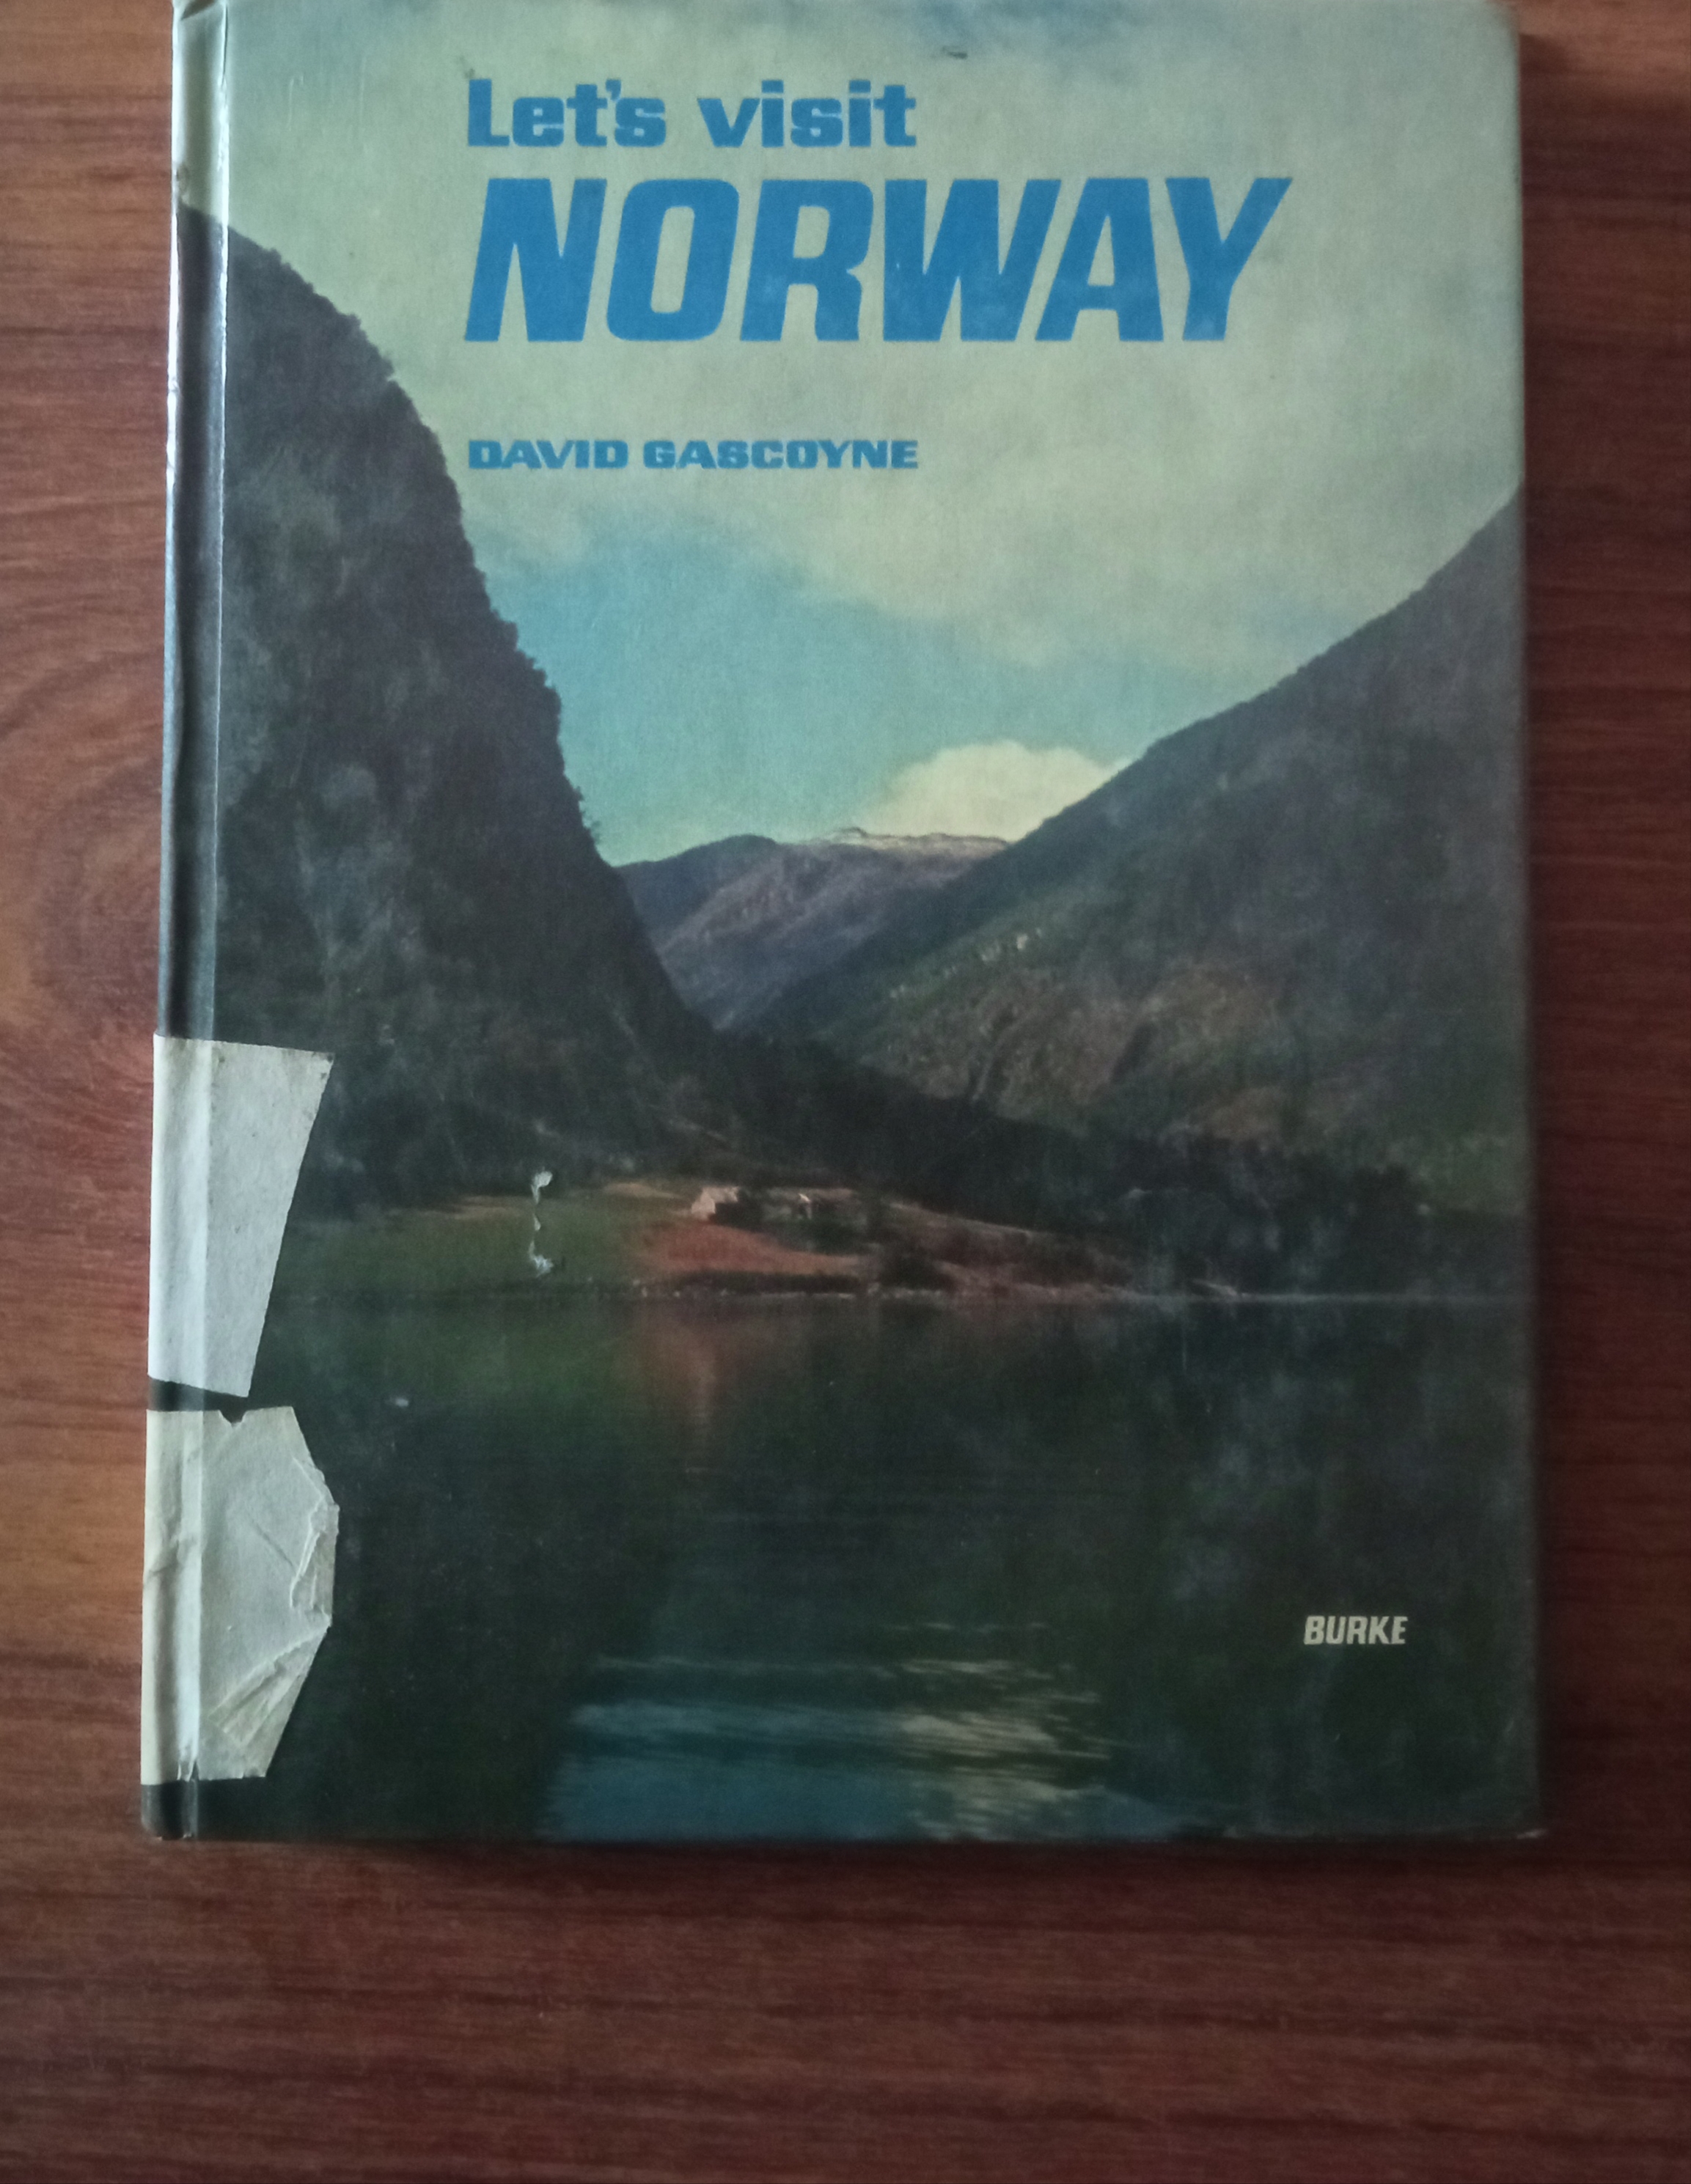 Let's visit
NORWAY
DAVID GASCOYNE
BURKE